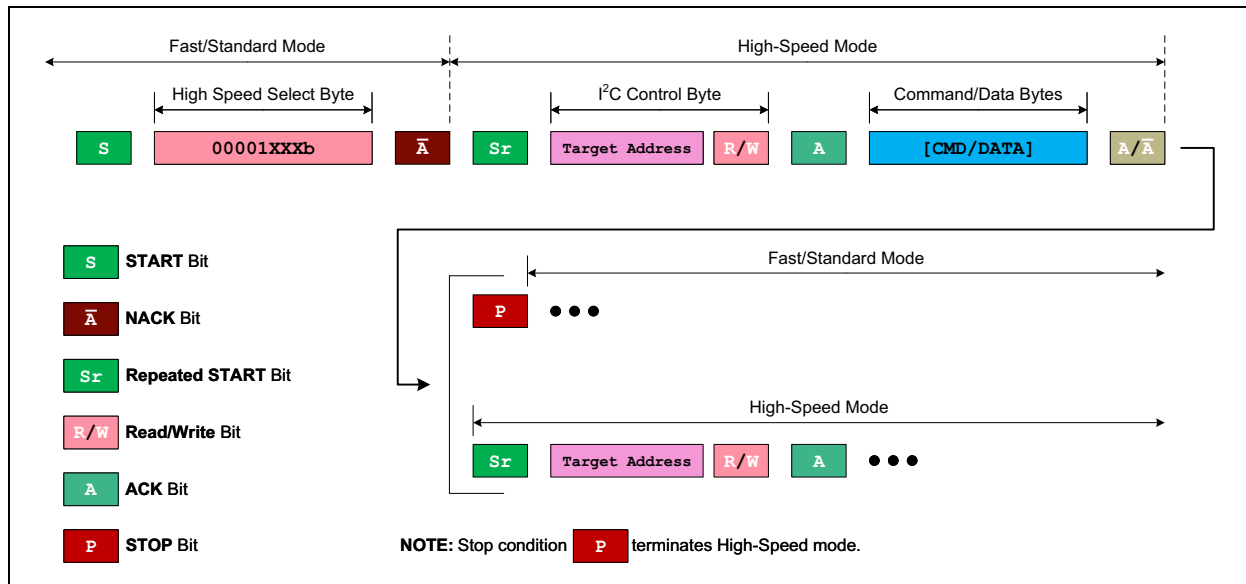 Fast/Standard Mode High-Speed Mode
High Speed Select Byte I²C Control Byte Command/Data Bytes
S 00001XXXb A̅ Sr Target Address R/W A [CMD/DATA] A/A̅
Fast/Standard Mode
S START Bit
P ● ● ●
A̅ NACK Bit
Sr Repeated START Bit
High-Speed Mode
R/W Read/Write Bit
Sr Target Address R/W A ● ● ●
A ACK Bit
P STOP Bit
NOTE: Stop condition P terminates High-Speed mode.